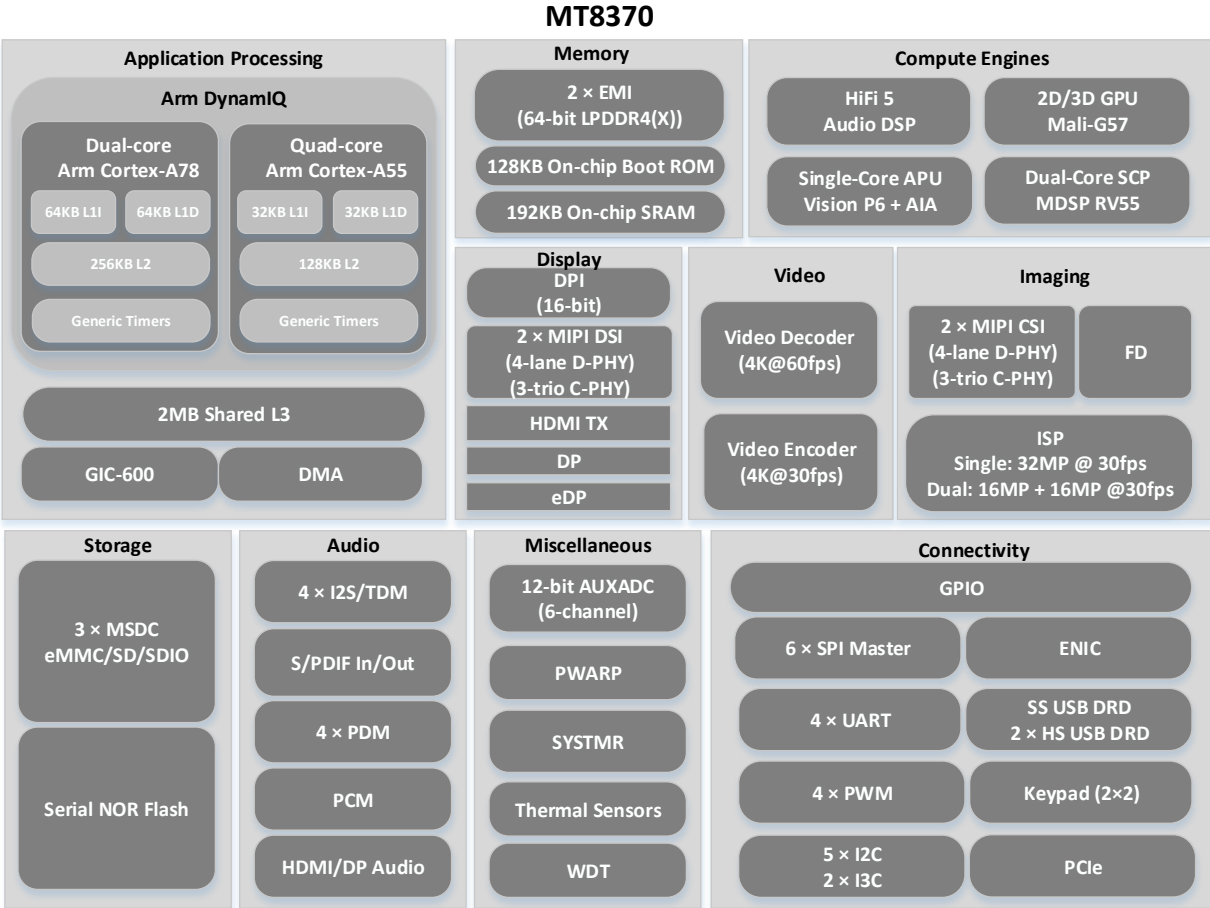 MT8370
Application Processing
Arm DynamIQ
Dual-core
Arm Cortex-A78
64KB L1I
64KB L1D
256KB L2
Generic Timers
Quad-core
Arm Cortex-A55
32KB L1I
32KB L1D
128KB L2
Generic Timers
2MB Shared L3
GIC-600
DMA
Memory
2 × EMI
(64-bit LPDDR4(X))
128KB On-chip Boot ROM
192KB On-chip SRAM
Compute Engines
HiFi 5
Audio DSP
2D/3D GPU
Mali-G57
Single-Core APU
Vision P6 + AIA
Dual-Core SCP
MDSP RV55
Display
DPI
(16-bit)
2 × MIPI DSI
(4-lane D-PHY)
(3-trio C-PHY)
HDMI TX
DP
eDP
Video
Video Decoder
(4K@60fps)
Video Encoder
(4K@30fps)
Imaging
2 × MIPI CSI
(4-lane D-PHY)
(3-trio C-PHY)
FD
ISP
Single: 32MP @ 30fps
Dual: 16MP + 16MP @30fps
Storage
3 × MSDC
eMMC/SD/SDIO
Serial NOR Flash
Audio
4 × I2S/TDM
S/PDIF In/Out
4 × PDM
PCM
HDMI/DP Audio
Miscellaneous
12-bit AUXADC
(6-channel)
PWARP
SYSTMR
Thermal Sensors
WDT
Connectivity
GPIO
6 × SPI Master
ENIC
4 × UART
SS USB DRD
2 × HS USB DRD
4 × PWM
Keypad (2×2)
5 × I2C
2 × I3C
PCIe